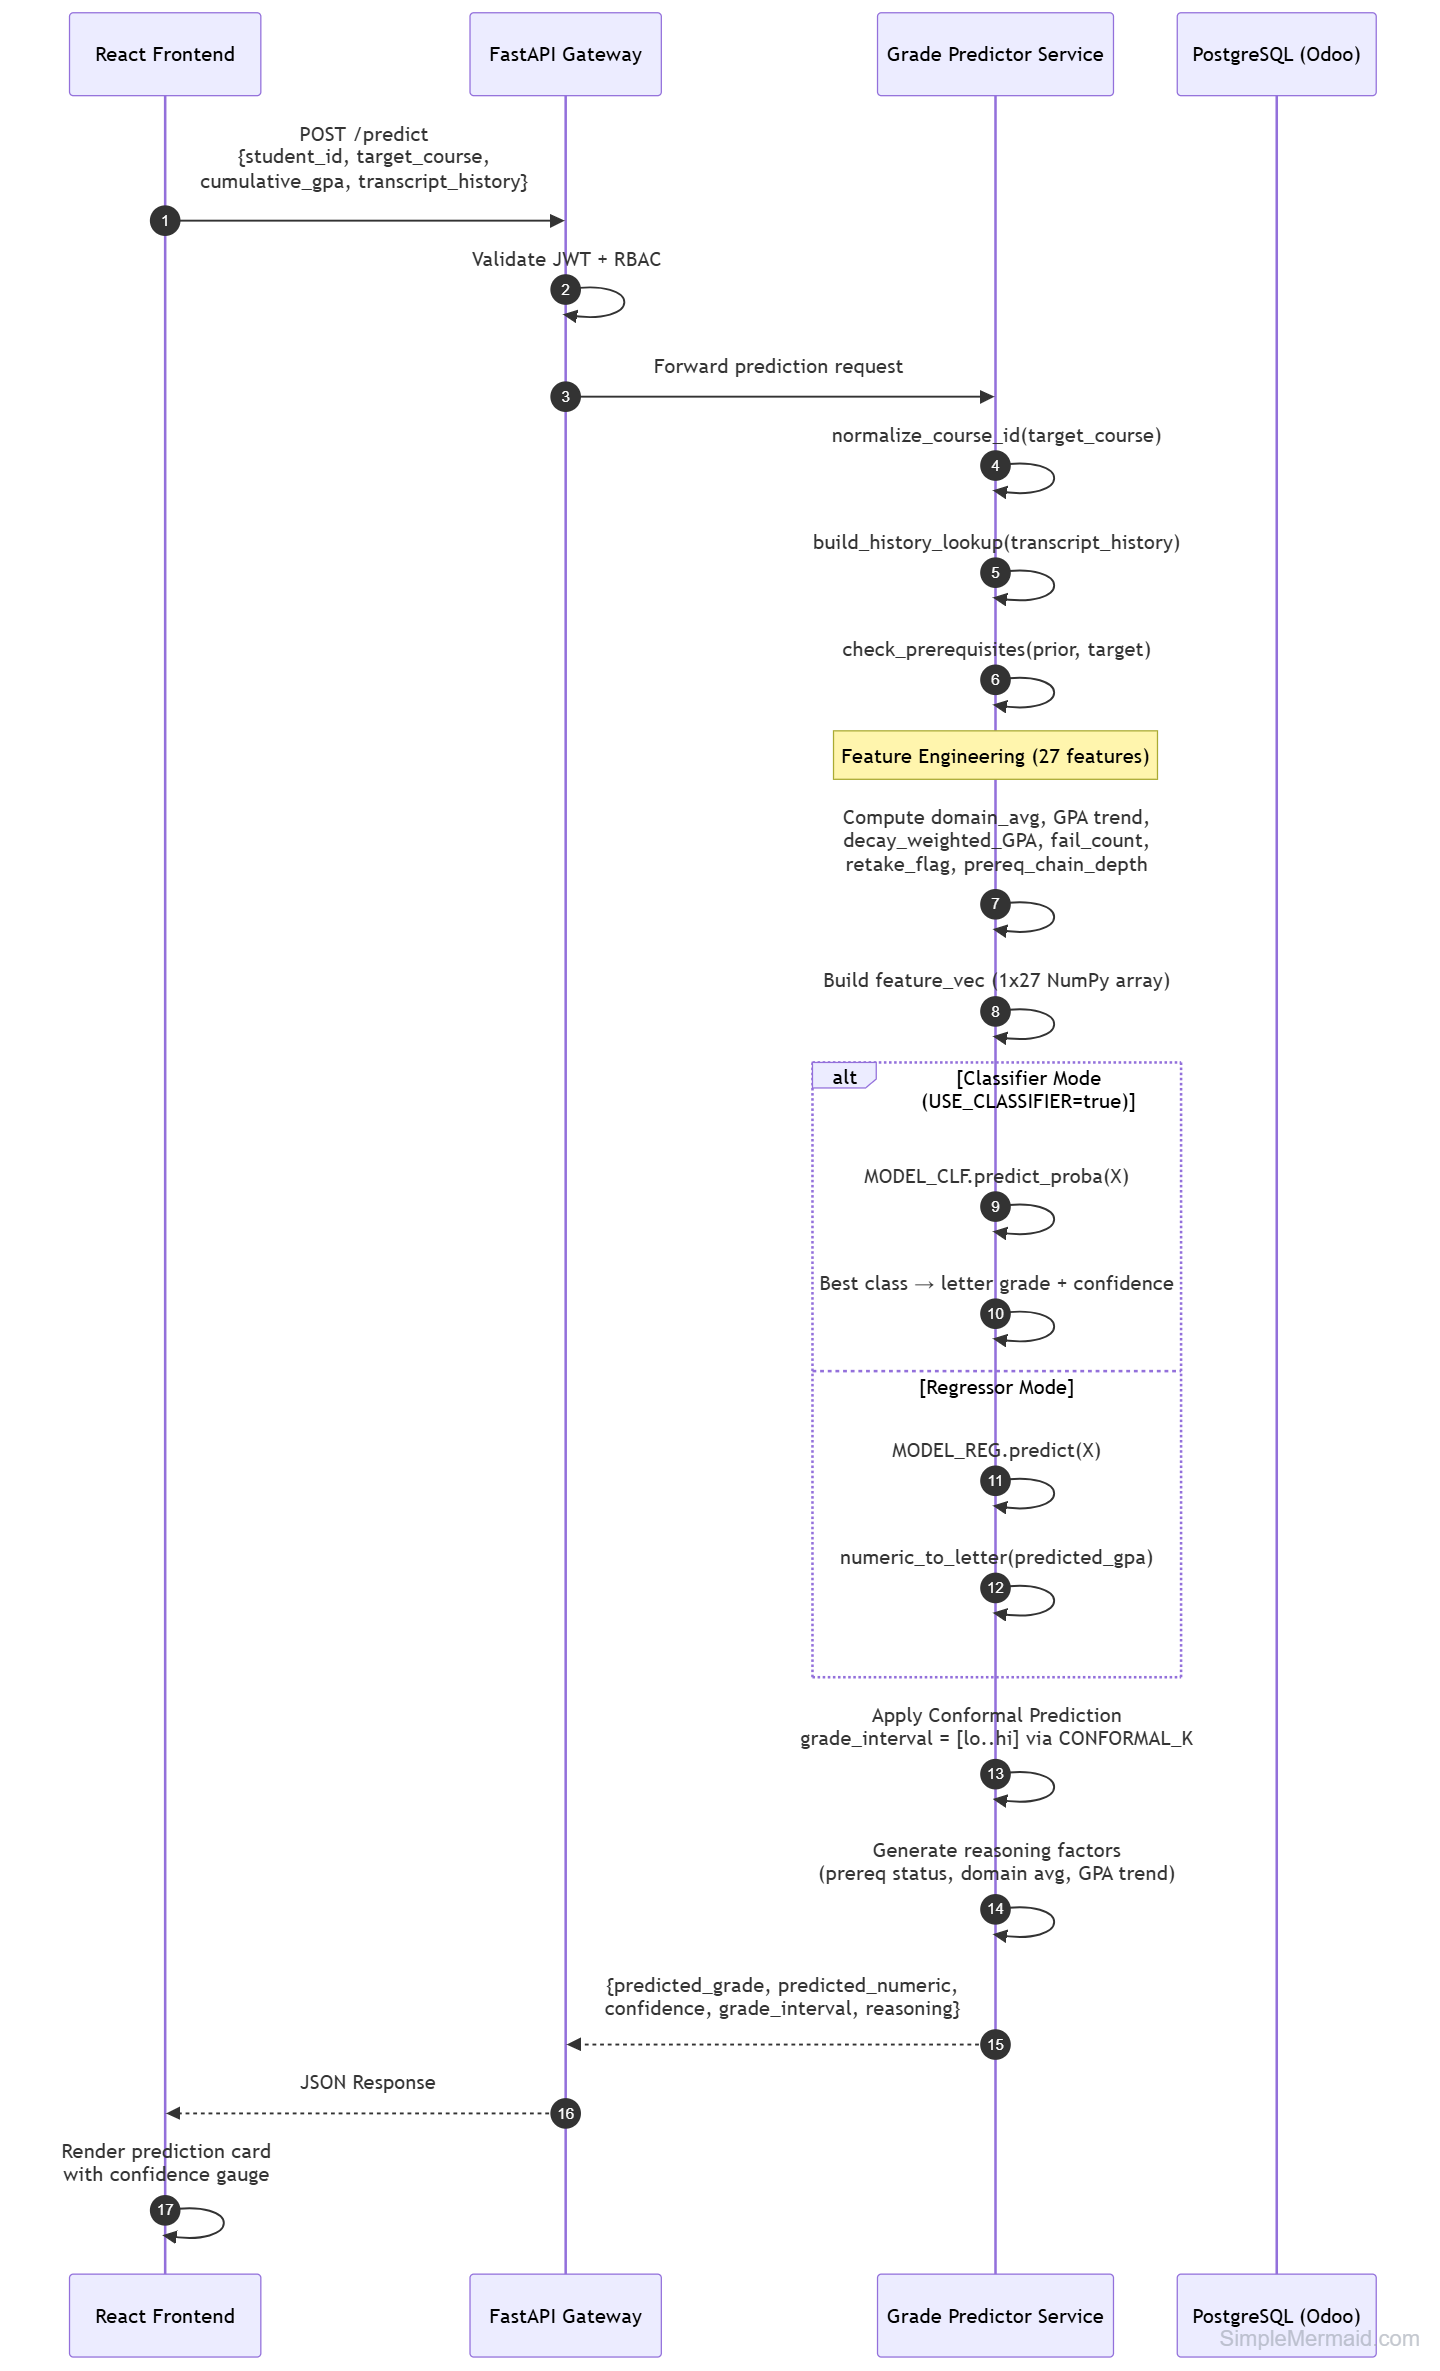 React Frontend
FastAPI Gateway
Grade Predictor Service
PostgreSQL (Odoo)
POST /predict
{student_id, target_course,
cumulative_gpa, transcript_history}
1
Validate JWT + RBAC
2
Forward prediction request
3
normalize_course_id(target_course)
4
build_history_lookup(transcript_history)
5
check_prerequisites(prior, target)
6
Feature Engineering (27 features)
Compute domain_avg, GPA trend,
decay_weighted_GPA, fail_count,
retake_flag, prereq_chain_depth
7
Build feature_vec (1x27 NumPy array)
8
alt
[Classifier Mode
(USE_CLASSIFIER=true)]
MODEL_CLF.predict_proba(X)
9
Best class → letter grade + confidence
10
[Regressor Mode]
MODEL_REG.predict(X)
11
numeric_to_letter(predicted_gpa)
12
Apply Conformal Prediction
grade_interval = [lo..hi] via CONFORMAL_K
13
Generate reasoning factors
(prereq status, domain avg, GPA trend)
14
{predicted_grade, predicted_numeric,
confidence, grade_interval, reasoning}
15
JSON Response
16
Render prediction card
with confidence gauge
17
React Frontend
FastAPI Gateway
Grade Predictor Service
PostgreSQL (Odoo)
SimpleMermaid.com